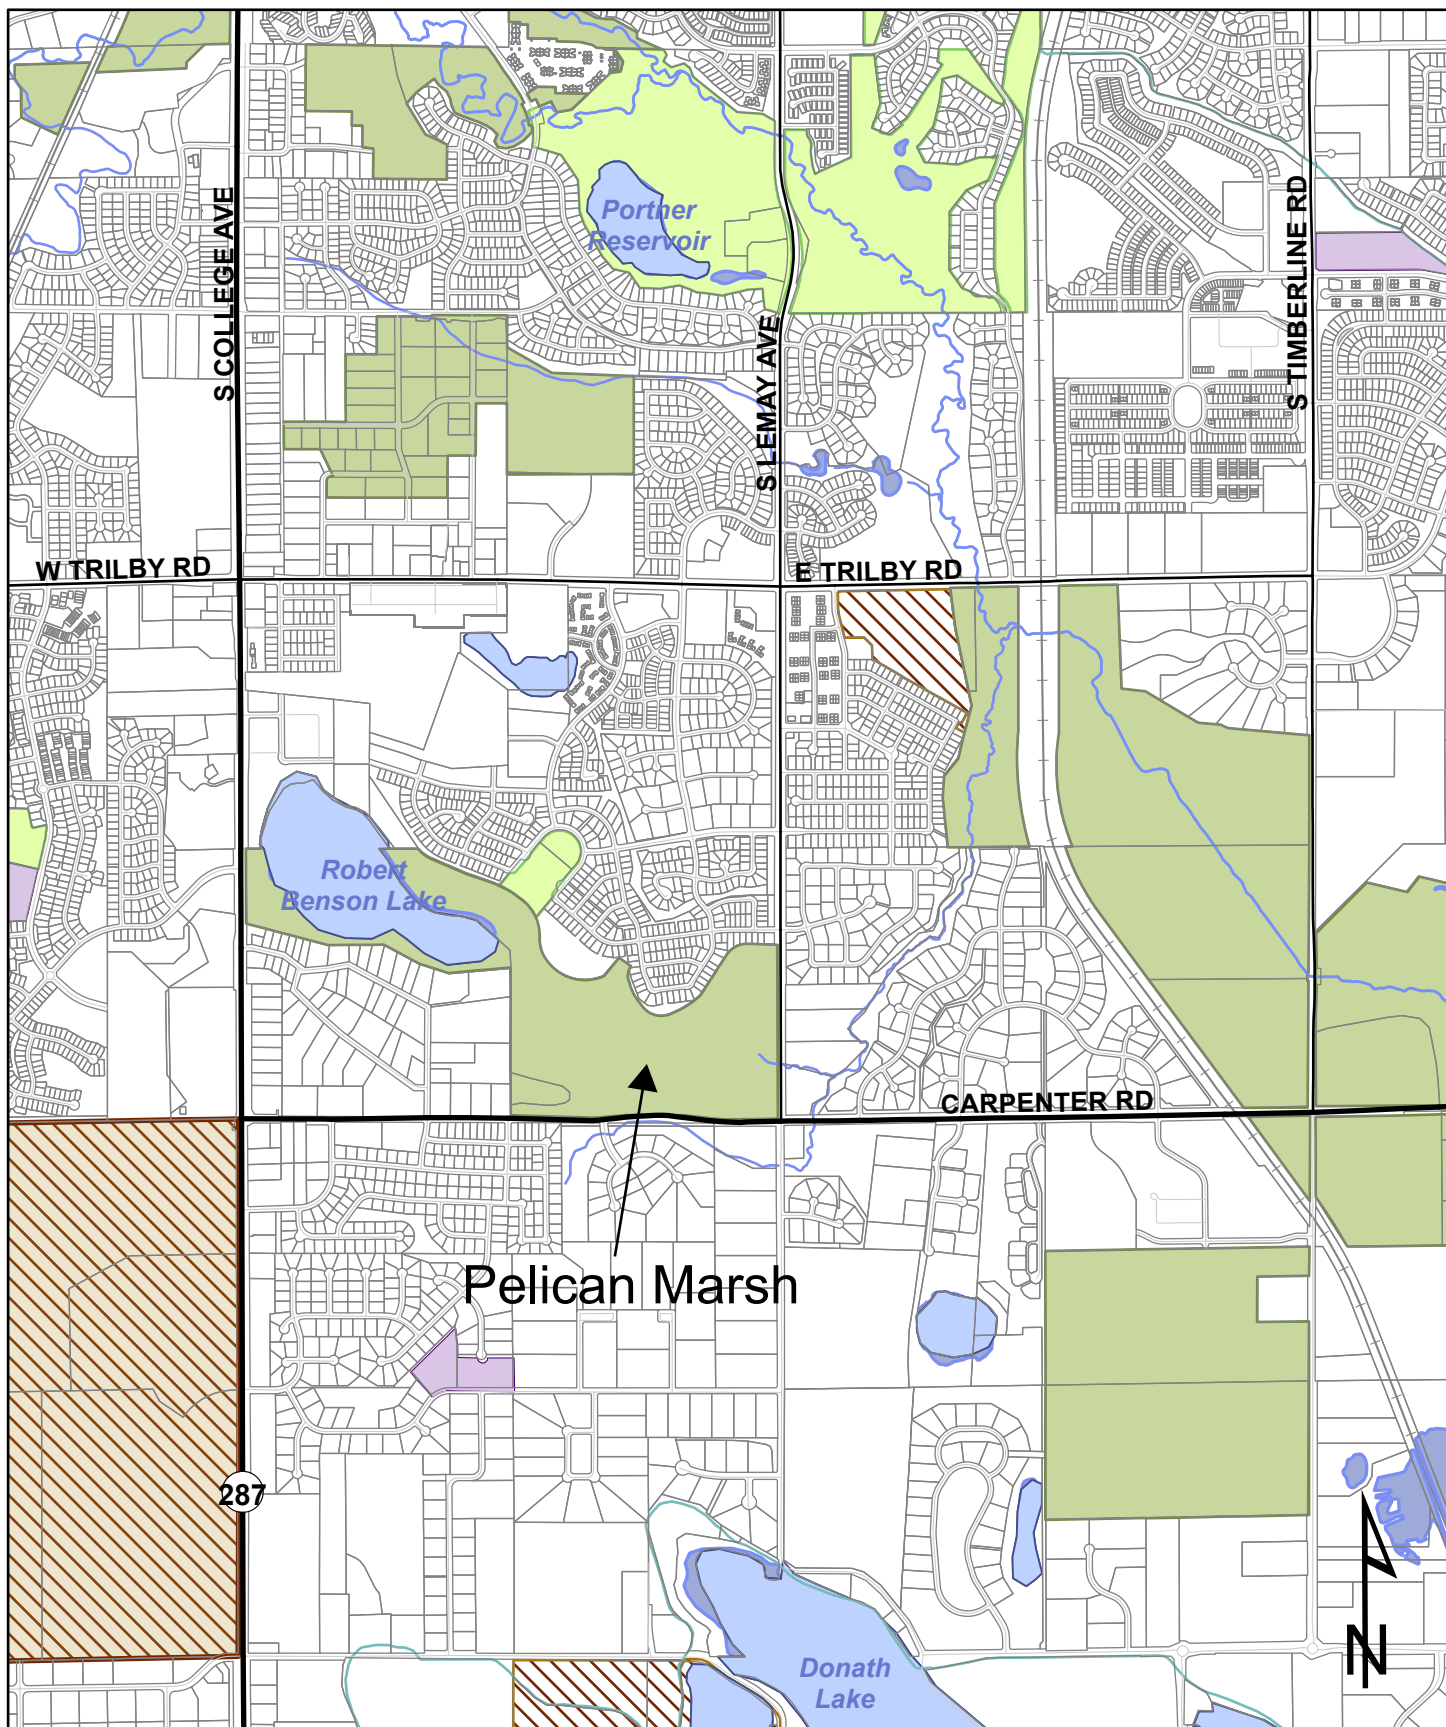 Porther
Reservoir
S COLLEGE AVE
S TIMBERLINE RD
S LEMAY AVE
W TRILBY RD
E TRILBY RD
Robert
Benson Lake
CARPENTER RD
Pelican Marsh
287
N
Donath
Lake